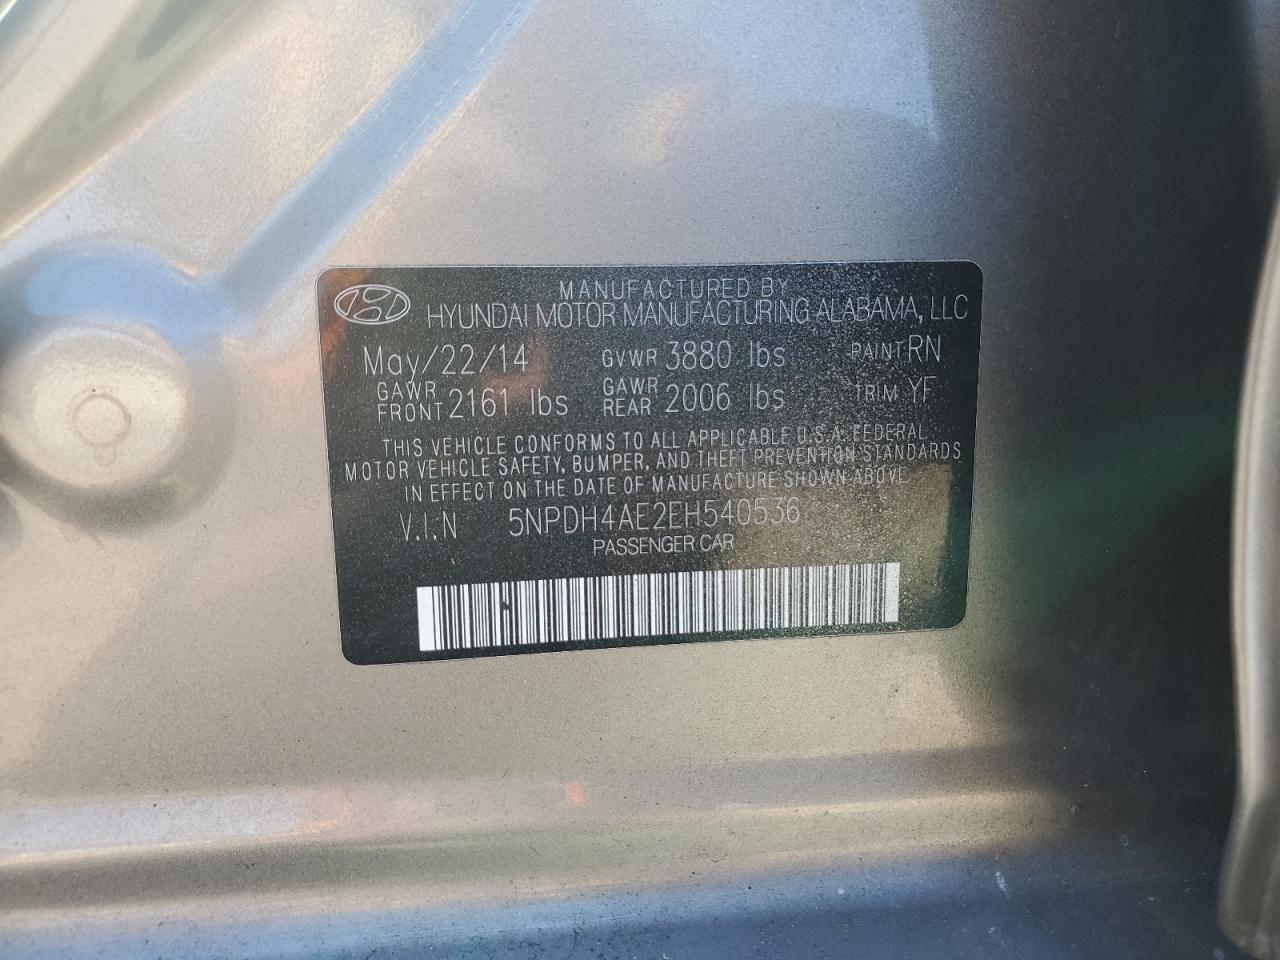 MANUFACTURED BY
HYUNDAI MOTOR MANUFACTURING ALABAMA, LLC
May/22/14 GVWR 3880 lbs PAINT RN
GAWR FRONT 2161 lbs GAWR REAR 2006 lbs TRIM YF
THIS VEHICLE CONFORMS TO ALL APPLICABLE U.S.A. FEDERAL
MOTOR VEHICLE SAFETY, BUMPER, AND THEFT PREVENTION STANDARDS
IN EFFECT ON THE DATE OF MANUFACTURE SHOWN ABOVE
V.I.N 5NPDH4AE2EH540536
PASSENGER CAR